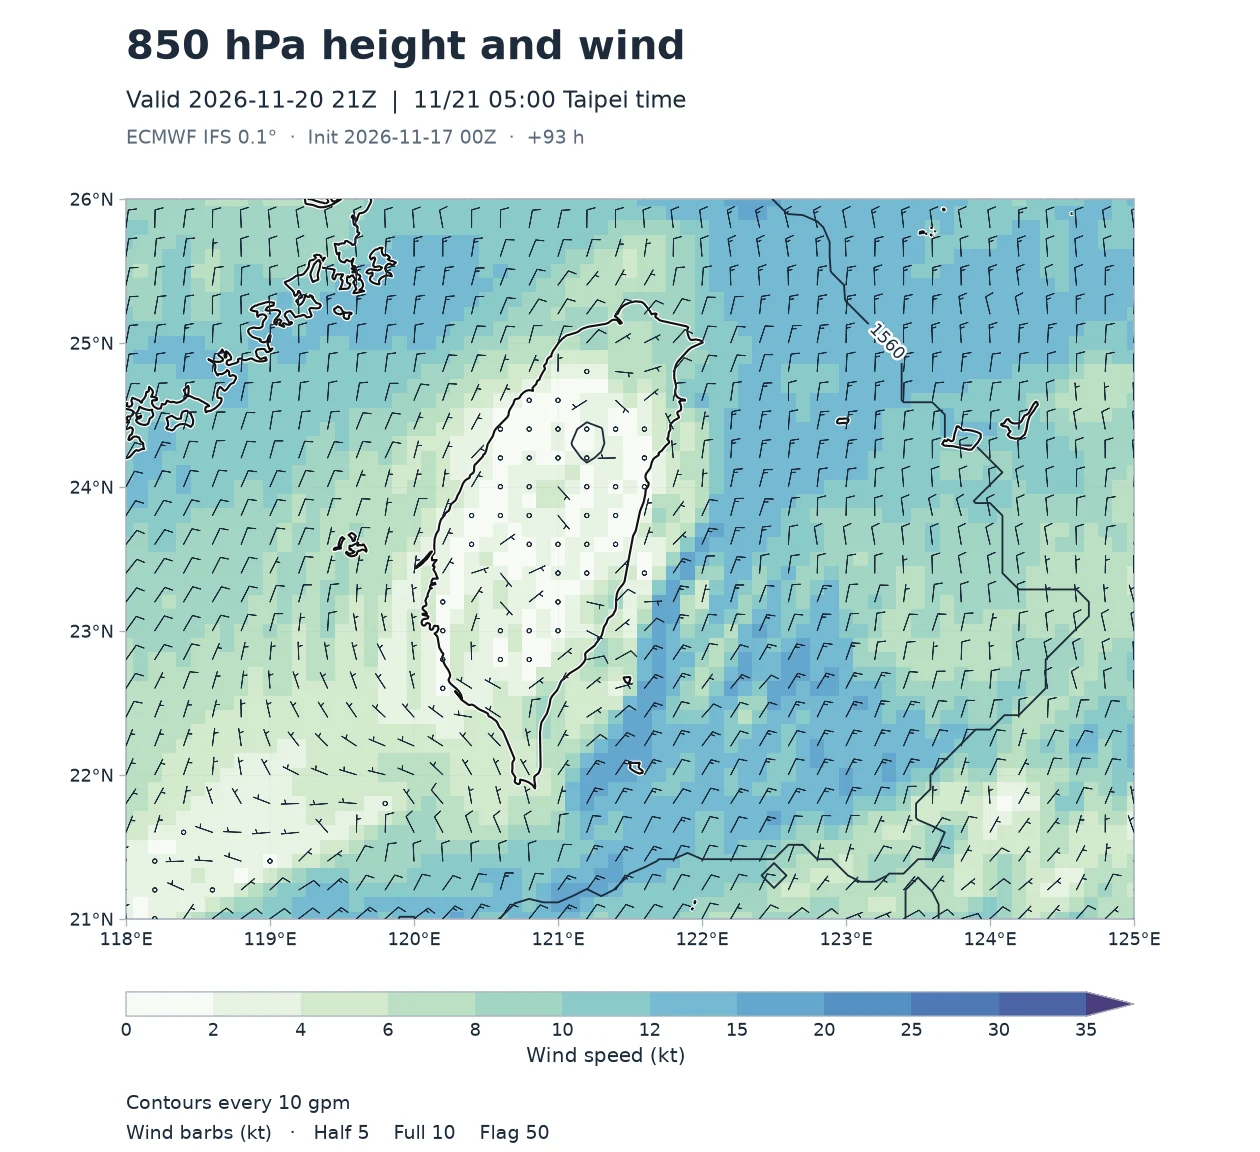 850 hPa height and wind
Valid 2026-11-20 21Z | 11/21 05:00 Taipei time
ECMWF IFS 0.1° · Init 2026-11-17 00Z · +93 h
26°N
25°N
24°N
23°N
22°N
21°N
1560
118°E 119°E 120°E 121°E 122°E 123°E 124°E 125°E
0 2 4 6 8 10 12 15 20 25 30 35
Wind speed (kt)
Contours every 10 gpm
Wind barbs (kt) · Half 5 Full 10 Flag 50